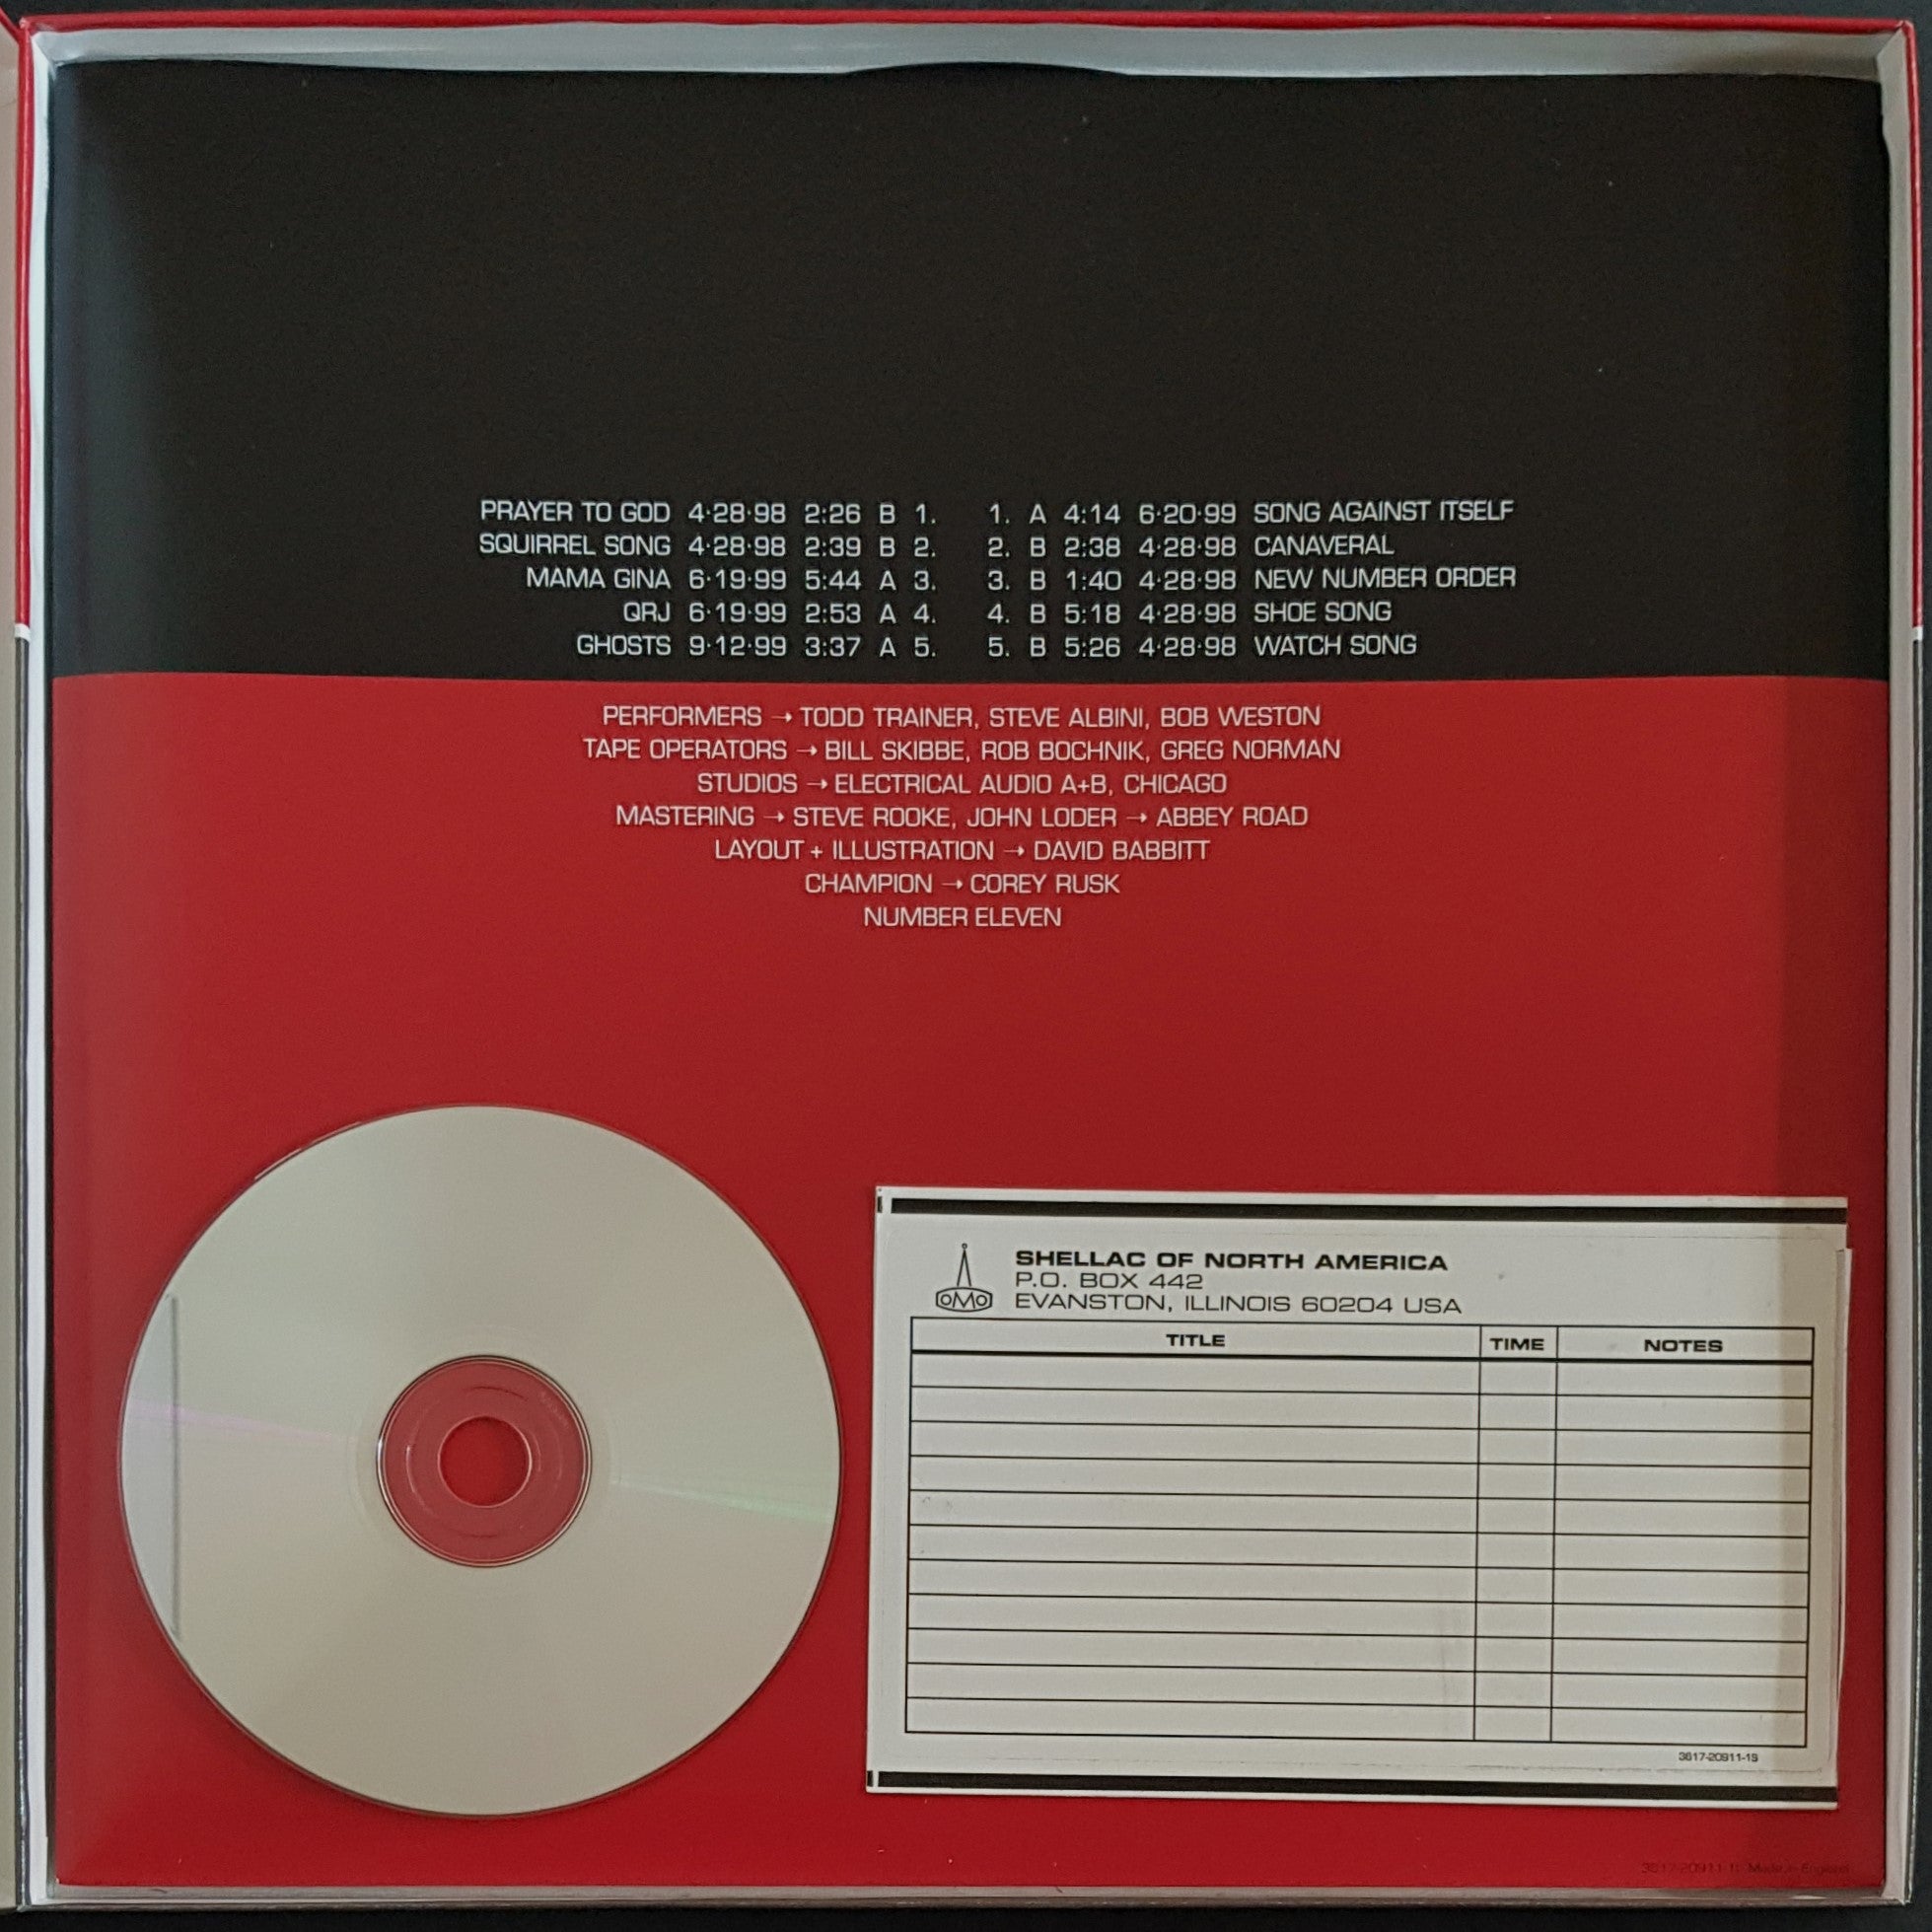 PRAYER TO GOD 4·28·98 2:26 B 1. 1. A 4:14 6·20·99 SONG AGAINST ITSELF
SQUIRREL SONG 4·28·98 2:39 B 2. 2. B 2:38 4·28·98 CANAVERAL
MAMA GINA 6·19·99 5:44 A 3. 3. B 1:40 4·28·98 NEW NUMBER ORDER
QRJ 6·19·99 2:53 A 4. 4. B 5:18 4·28·98 SHOE SONG
GHOSTS 9·12·99 3:37 A 5. 5. B 5:26 4·28·98 WATCH SONG
PERFORMERS → TODD TRAINER, STEVE ALBINI, BOB WESTON
TAPE OPERATORS → BILL SKIBBE, ROB BOCHNIK, GREG NORMAN
STUDIOS → ELECTRICAL AUDIO A+B, CHICAGO
MASTERING → STEVE ROOKE, JOHN LODER → ABBEY ROAD
LAYOUT + ILLUSTRATION → DAVID BABBITT
CHAMPION → COREY RUSK
NUMBER ELEVEN
OMO
SHELLAC OF NORTH AMERICA
P.O. BOX 442
EVANSTON, ILLINOIS 60204 USA
TITLE TIME NOTES
3617-20911-19
Made in England